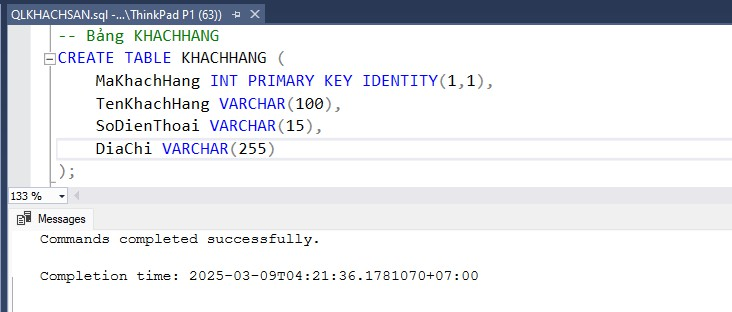 QLKHACHSAN.sql -...\ThinkPad P1 (63))
-- Bảng KHACHHANG
CREATE TABLE KHACHHANG (
    MaKhachHang INT PRIMARY KEY IDENTITY(1,1),
    TenKhachHang VARCHAR(100),
    SoDienThoai VARCHAR(15),
    DiaChi VARCHAR(255)
);
133 %
Messages
Commands completed successfully.
Completion time: 2025-03-09T04:21:36.1781070+07:00